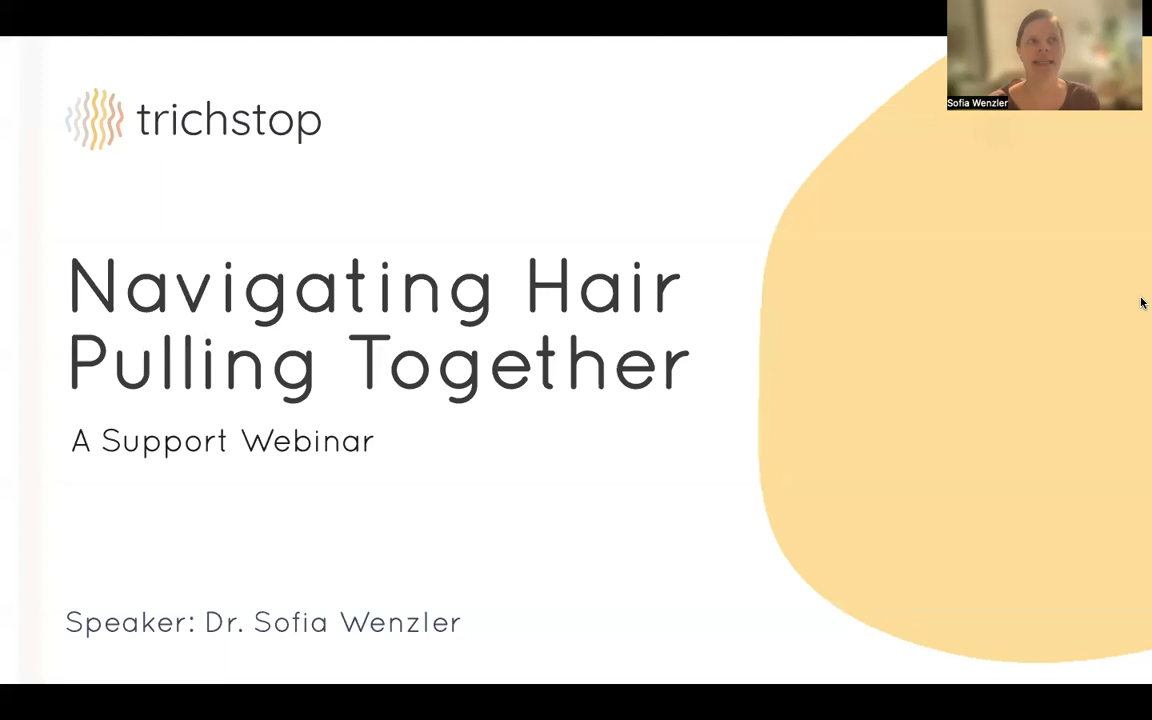 Sofia Wenzler
trichstop
Navigating Hair
Pulling Together
A Support Webinar
Speaker: Dr. Sofia Wenzler